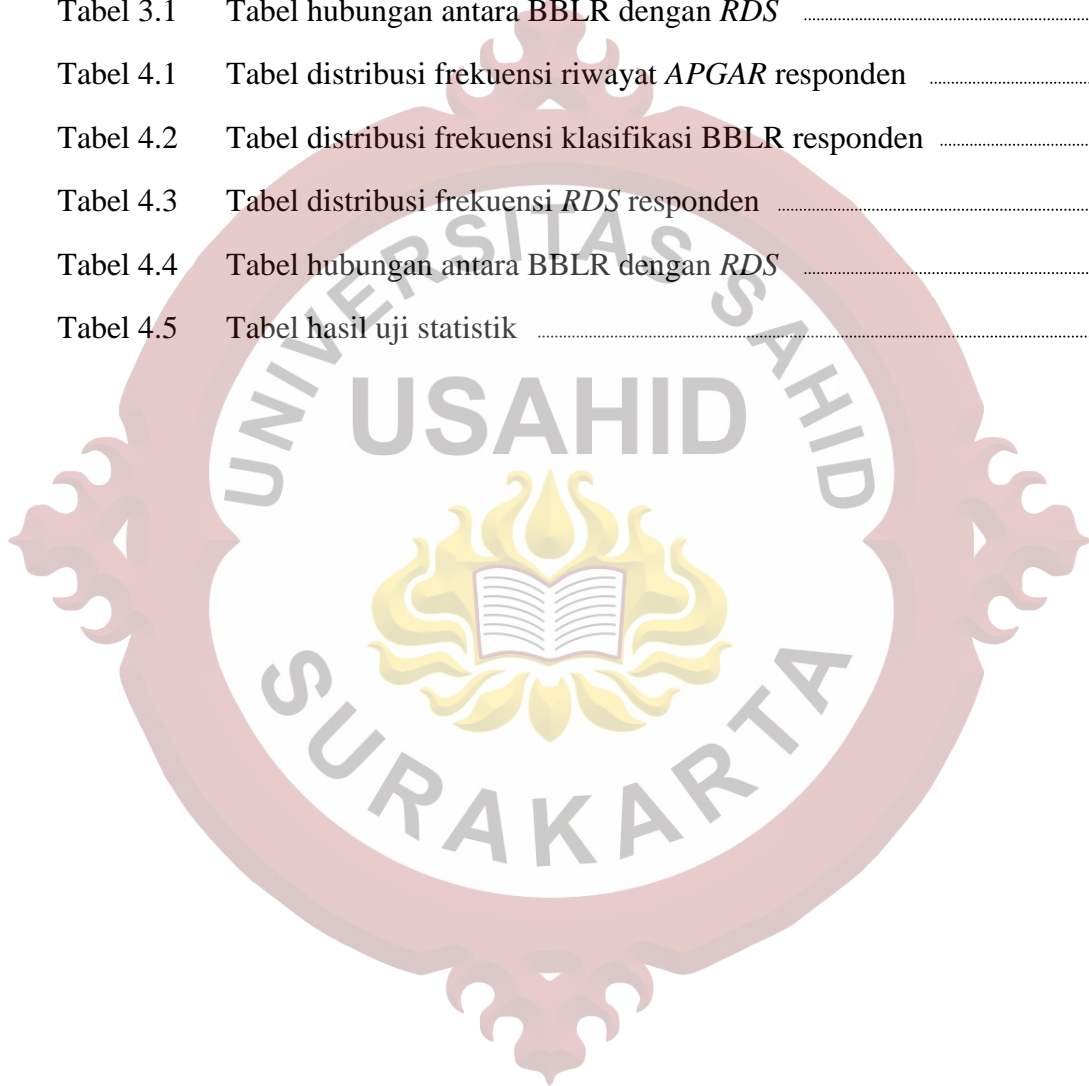 Tabel 3.1 Tabel hubungan antara BBLR dengan RDS
Tabel 4.1 Tabel distribusi frekuensi riwayat APGAR responden
Tabel 4.2 Tabel distribusi frekuensi klasifikasi BBLR responden
Tabel 4.3 Tabel distribusi frekuensi RDS responden
Tabel 4.4 Tabel hubungan antara BBLR dengan RDS
Tabel 4.5 Tabel hasil uji statistik
UNIVERSITAS SAHID
USAHID
SURAKARTA